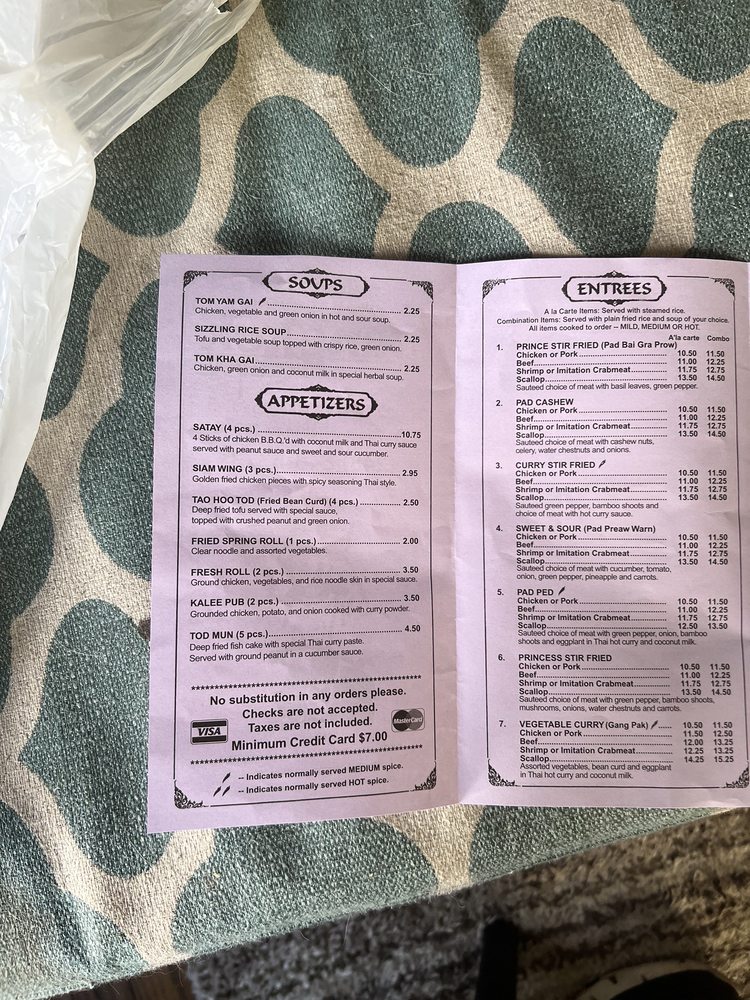 SOUPS
TOM YAM GAI 2.25
Chicken, vegetable and green onion in hot and sour soup.
SIZZLING RICE SOUP 2.25
Tofu and vegetable soup topped with crispy rice, green onion.
TOM KHA GAI 2.25
Chicken, green onion and coconut milk in special herbal soup.
APPETIZERS
SATAY (4 pcs.) 10.75
4 Sticks of chicken B.B.Q.'d with coconut milk and Thai curry sauce
served with peanut sauce and sweet and sour cucumber.
SIAM WING (3 pcs.) 2.95
Golden fried chicken pieces with spicy seasoning Thai style.
TAO HOO TOD (Fried Bean Curd) (4 pcs.) 2.50
Deep fried tofu served with special sauce,
topped with crushed peanut and green onion.
FRIED SPRING ROLL (1 pcs.) 2.00
Clear noodle and assorted vegetables.
FRESH ROLL (2 pcs.) 3.50
Ground chicken, vegetables, and rice noodle skin in special sauce.
KALEE PUB (2 pcs.) 3.50
Grounded chicken, potato, and onion cooked with curry powder.
TOD MUN (5 pcs.) 4.50
Deep fried fish cake with special Thai curry paste.
Served with ground peanut in a cucumber sauce.
No substitution in any orders please.
Checks are not accepted.
Taxes are not included.
Minimum Credit Card $7.00
VISA
MasterCard
-- Indicates normally served MEDIUM spice.
-- Indicates normally served HOT spice.
ENTREES
A la Carte Items: Served with steamed rice.
Combination Items: Served with plain fried rice and soup of your choice.
All items cooked to order -- MILD, MEDIUM OR HOT.
A'la carte Combo
1. PRINCE STIR FRIED (Pad Bai Gra Prow)
Chicken or Pork 10.50 11.50
Beef 11.00 12.25
Shrimp or Imitation Crabmeat 11.75 12.75
Scallop 13.50 14.50
Sauteed choice of meat with basil leaves, green pepper.
2. PAD CASHEW
Chicken or Pork 10.50 11.50
Beef 11.00 12.25
Shrimp or Imitation Crabmeat 11.75 12.75
Scallop 13.50 14.50
Sauteed choice of meat with cashew nuts,
celery, water chestnuts and onions.
3. CURRY STIR FRIED
Chicken or Pork 10.50 11.50
Beef 11.00 12.25
Shrimp or Imitation Crabmeat 11.75 12.75
Scallop 13.50 14.50
Sauteed green pepper, bamboo shoots and
choice of meat with hot curry sauce.
4. SWEET & SOUR (Pad Preaw Warn)
Chicken or Pork 10.50 11.50
Beef 11.00 12.25
Shrimp or Imitation Crabmeat 11.75 12.75
Scallop 13.50 14.50
Sauteed choice of meat with cucumber, tomato,
onion, green pepper, pineapple and carrots.
5. PAD PED
Chicken or Pork 10.50 11.50
Beef 11.00 12.25
Shrimp or Imitation Crabmeat 11.75 12.75
Scallop 12.50 13.50
Sauteed choice of meat with green pepper, onion, bamboo
shoots and eggplant in Thai hot curry and coconut milk.
6. PRINCESS STIR FRIED
Chicken or Pork 10.50 11.50
Beef 11.00 12.25
Shrimp or Imitation Crabmeat 11.75 12.75
Scallop 13.50 14.50
Sauteed choice of meat with green pepper, bamboo shoots,
mushrooms, onions, water chestnuts and carrots.
7. VEGETABLE CURRY (Gang Pak) 10.50 11.50
Chicken or Pork 11.50 12.50
Beef 12.00 13.25
Shrimp or Imitation Crabmeat 12.25 13.25
Scallop 14.25 15.25
Assorted vegetables, bean curd and eggplant
in Thai hot curry and coconut milk.